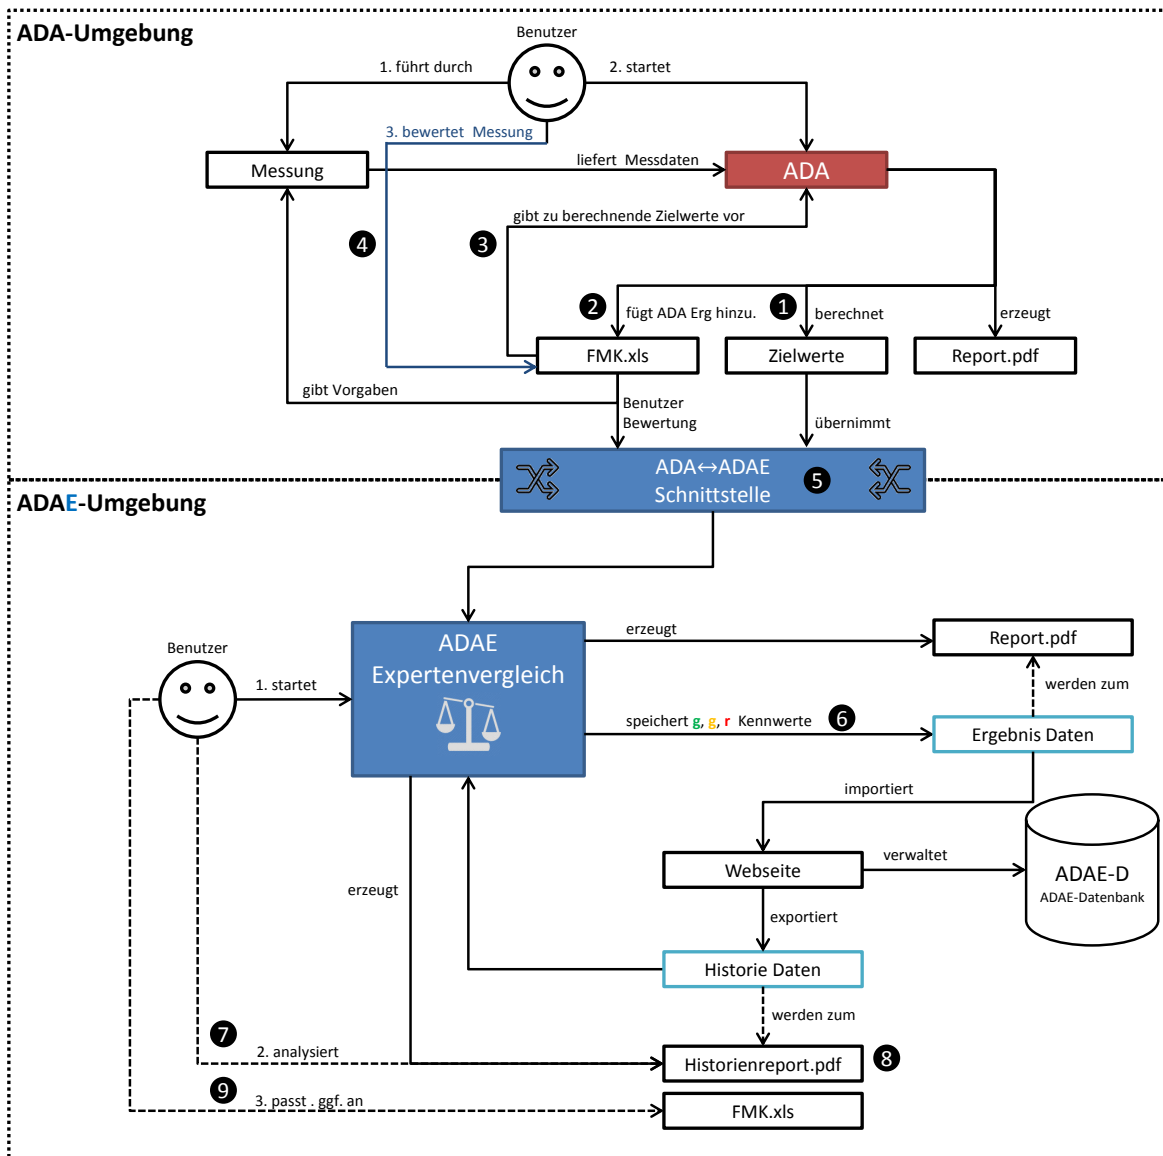 ADA-Umgebung
Benutzer
1. führt durch
2. startet
3. bewertet Messung
Messung
liefert Messdaten
ADA
gibt zu berechnende Zielwerte vor
4
3
2
fügt ADA Erg hinzu.
1
berechnet
erzeugt
FMK.xls
Zielwerte
Report.pdf
gibt Vorgaben
Benutzer
Bewertung
übernimmt
ADA↔ADAE
Schnittstelle
5
ADAE-Umgebung
Benutzer
1. startet
ADAE
Expertenvergleich
erzeugt
Report.pdf
werden zum
speichert g, g, r Kennwerte
6
Ergebnis Daten
importiert
Webseite
verwaltet
ADAE-D
ADAE-Datenbank
erzeugt
exportiert
Historie Daten
werden zum
7
2. analysiert
Historienreport.pdf
8
9
3. passt . ggf. an
FMK.xls